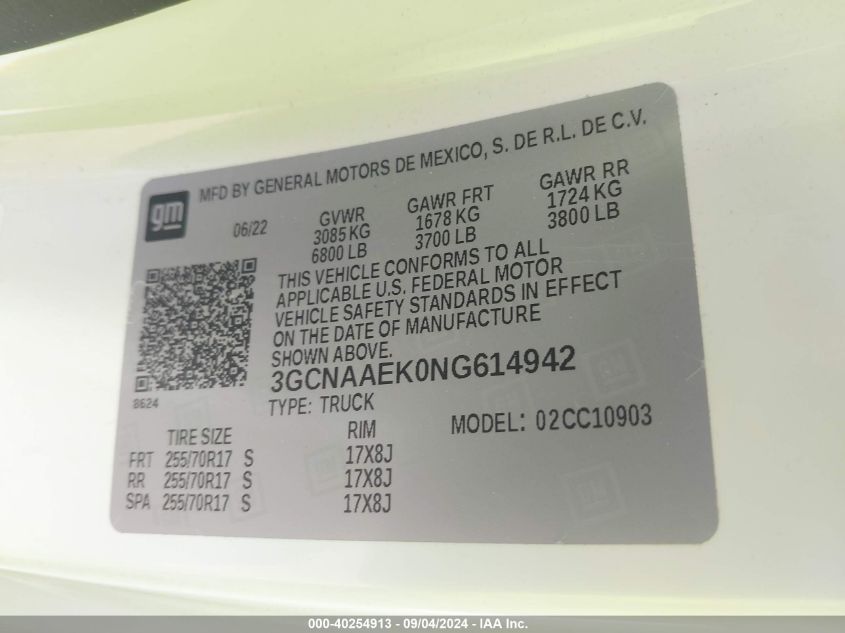 gm
MFD BY GENERAL MOTORS DE MEXICO, S. DE R.L. DE C.V.
06/22
GVWR
3085 KG
6800 LB
GAWR FRT
1678 KG
3700 LB
GAWR RR
1724 KG
3800 LB
THIS VEHICLE CONFORMS TO ALL
APPLICABLE U.S. FEDERAL MOTOR
VEHICLE SAFETY STANDARDS IN EFFECT
ON THE DATE OF MANUFACTURE
SHOWN ABOVE.
3GCNAAEK0NG614942
8624
TYPE: TRUCK
MODEL: 02CC10903
TIRE SIZE RIM
FRT 255/70R17 S 17X8J
RR 255/70R17 S 17X8J
SPA 255/70R17 S 17X8J
000-40254913 - 09/04/2024 - IAA Inc.